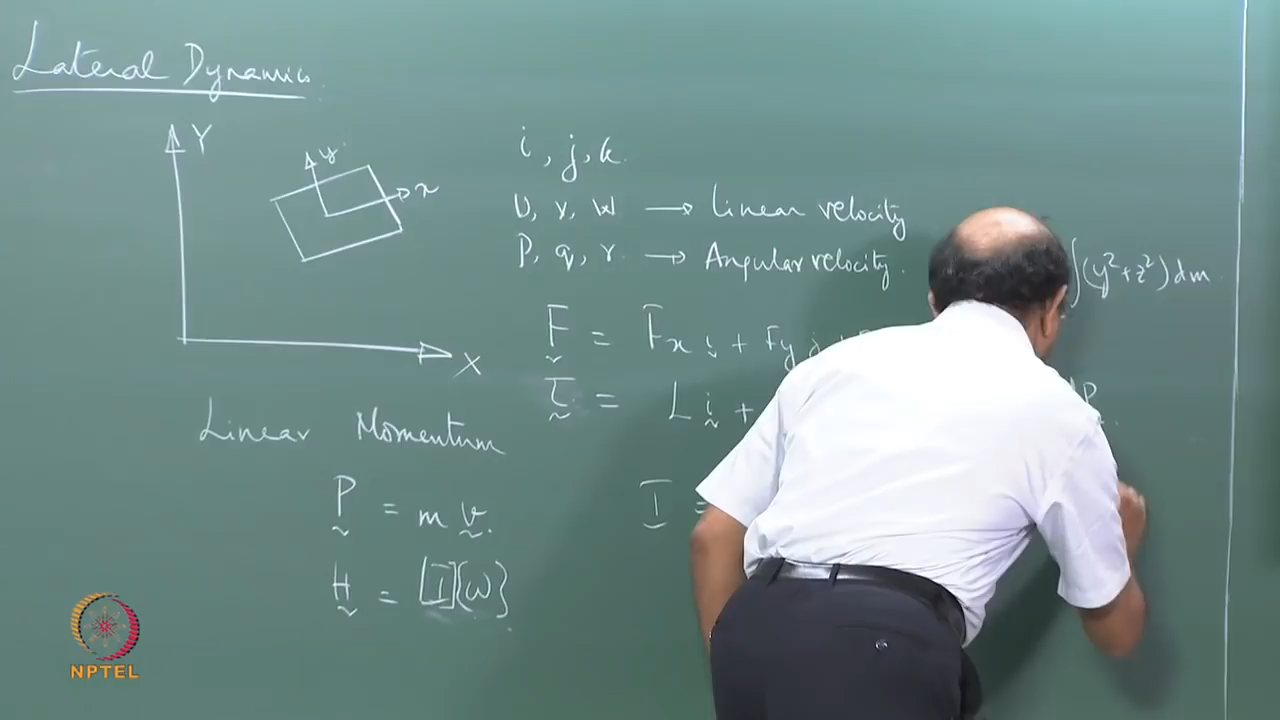 Lateral Dynamics
Y
y
x
X
i, j, k.
U, V, W → Linear velocity
P, q, r. → Angular velocity.
∫(y² + z²) dm
F = Fx i + Fy j
τ = L i +
P
Linear Momentum
P = m v.
I =
H = [I]{ω}
NPTEL